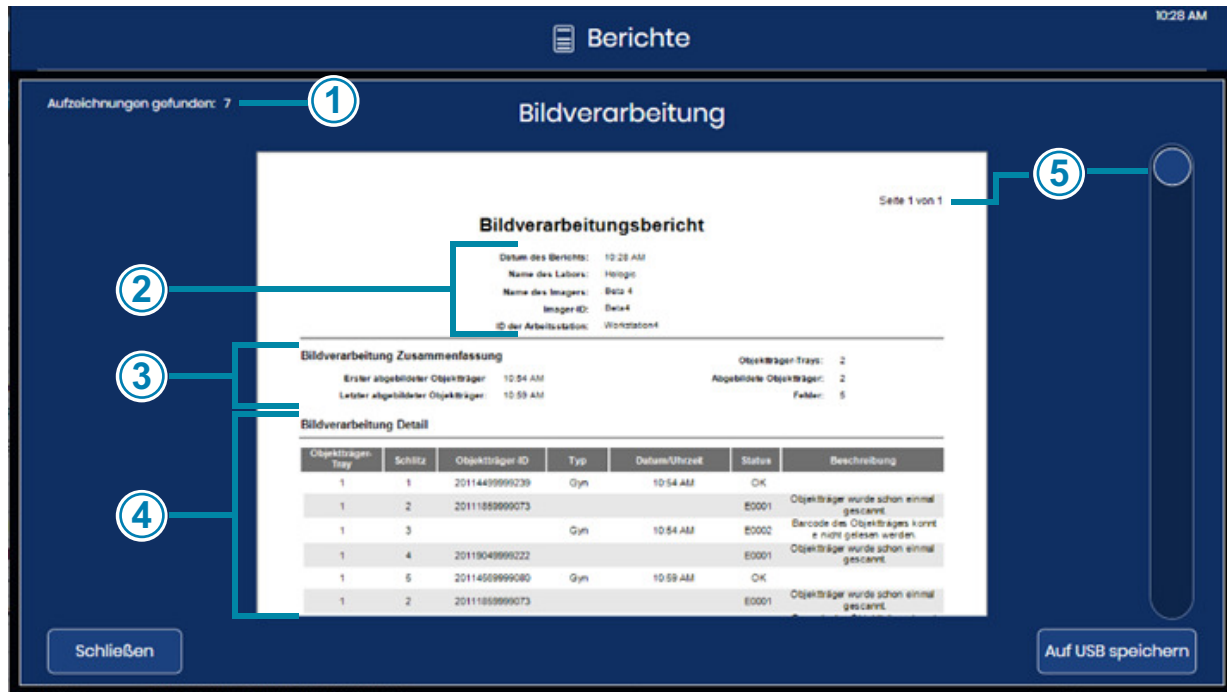 10:28 AM
Berichte
Aufzeichnungen gefunden: 7
1
Bildverarbeitung
5
Seite 1 von 1
Bildverarbeitungsbericht
2
Datum des Berichts: 10:28 AM
Name des Labors: Hologic
Name des Imagers: Beta 4
Imager-ID: Beta4
ID der Arbeitsstation: Workstation4
3
Bildverarbeitung Zusammenfassung
Objektträger-Trays: 2
Erster abgebildeter Objektträger 10:54 AM Abgebildete Objektträger: 2
Letzter abgebildeter Objektträger: 10:59 AM Fehler: 5
4
Bildverarbeitung Detail
Objektträger-Tray Schlitz Objektträger-ID Typ Datum/Uhrzeit Status Beschreibung
1 1 20114499999239 Gyn 10:54 AM OK
1 2 20111859999073 E0001 Objektträger wurde schon einmal gescannt.
1 3 Gyn 10:54 AM E0002 Barcode des Objektträgers konnt e nicht gelesen werden.
1 4 20119049999222 E0001 Objektträger wurde schon einmal gescannt.
1 5 20114569999080 Gyn 10:59 AM OK
1 2 20111859999073 E0001 Objektträger wurde schon einmal gescannt.
Schließen
Auf USB speichern